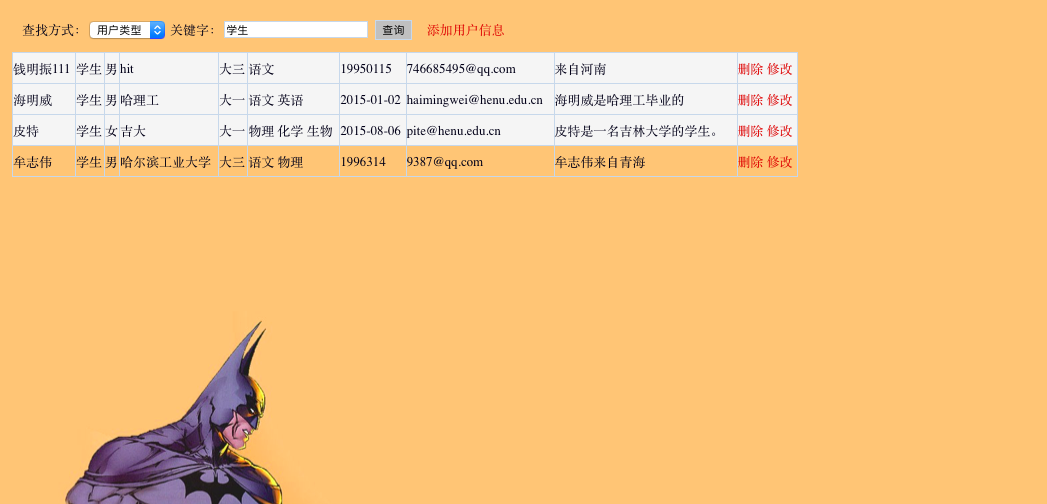 查找方式： 用户类型 关键字： 学生 查询 添加用户信息
钱明振111 学生 男 hit 大三 语文 19950115 746685495@qq.com 来自河南 删除 修改
海明威 学生 男 哈理工 大一 语文 英语 2015-01-02 haimingwei@henu.edu.cn 海明威是哈理工毕业的 删除 修改
皮特 学生 女 吉大 大一 物理 化学 生物 2015-08-06 pite@henu.edu.cn 皮特是一名吉林大学的学生。 删除 修改
牟志伟 学生 男 哈尔滨工业大学 大三 语文 物理 1996314 9387@qq.com 牟志伟来自青海 删除 修改